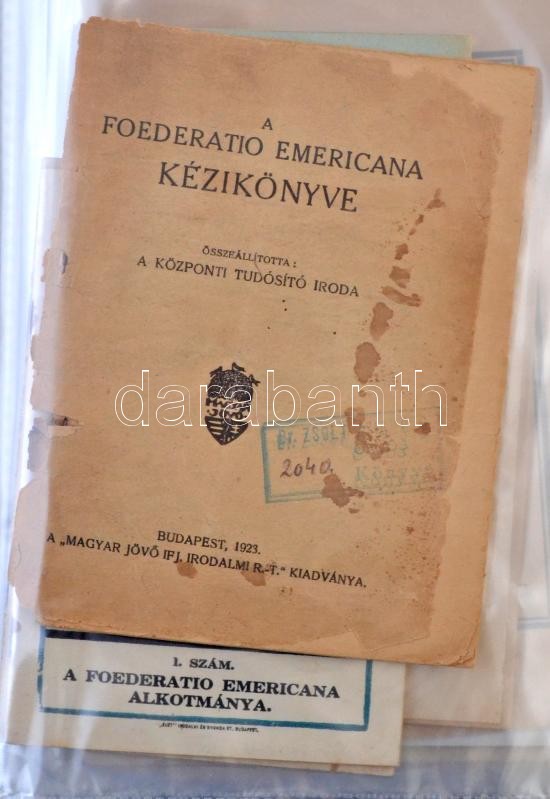 A
FOEDERATIO EMERICANA
KÉZIKÖNYVE
ÖSSZEÁLLÍTOTTA:
A KÖZPONTI TUDÓSÍTÓ IRODA
darabanth
2040.
BUDAPEST, 1923.
A „MAGYAR JÖVŐ IFJ. IRODALMI R.-T." KIADVÁNYA.
1. SZÁM.
A FOEDERATIO EMERICANA
ALKOTMÁNYA.